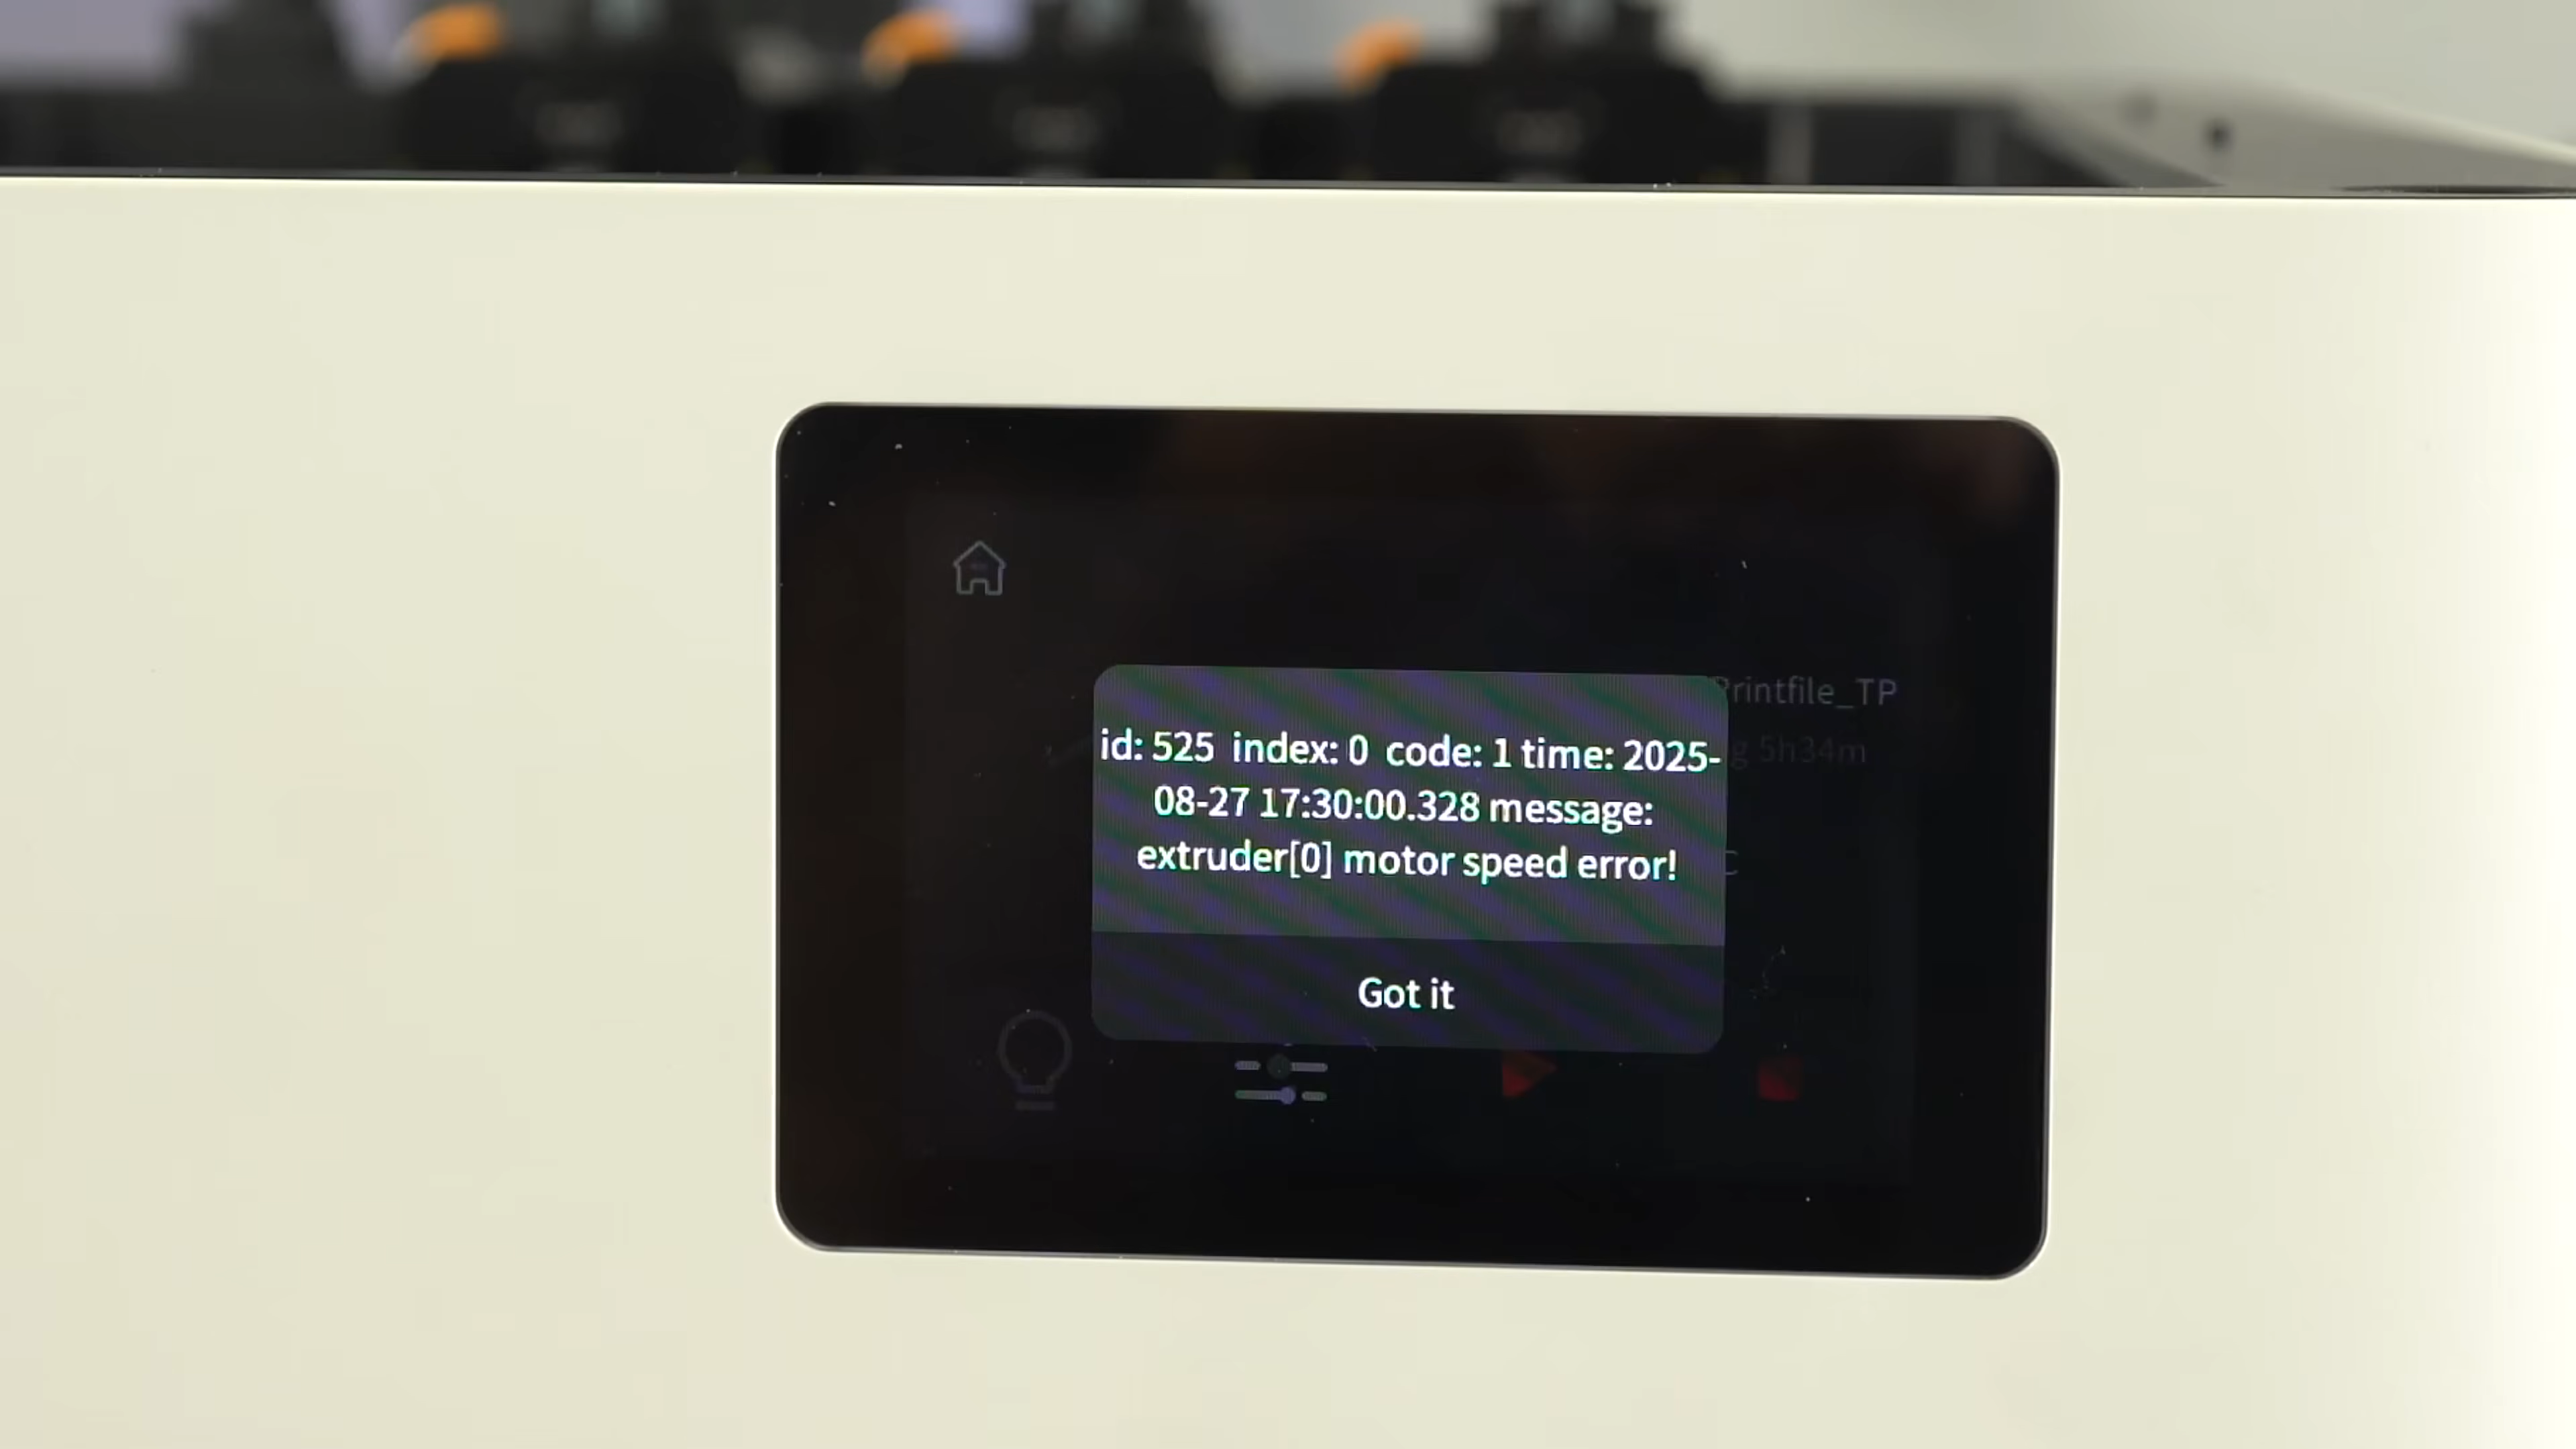 id: 525  index: 0  code: 1 time: 2025-
08-27 17:30:00.328 message:
extruder[0] motor speed error!
Got it
Printfile_TP
g 5h34m
C